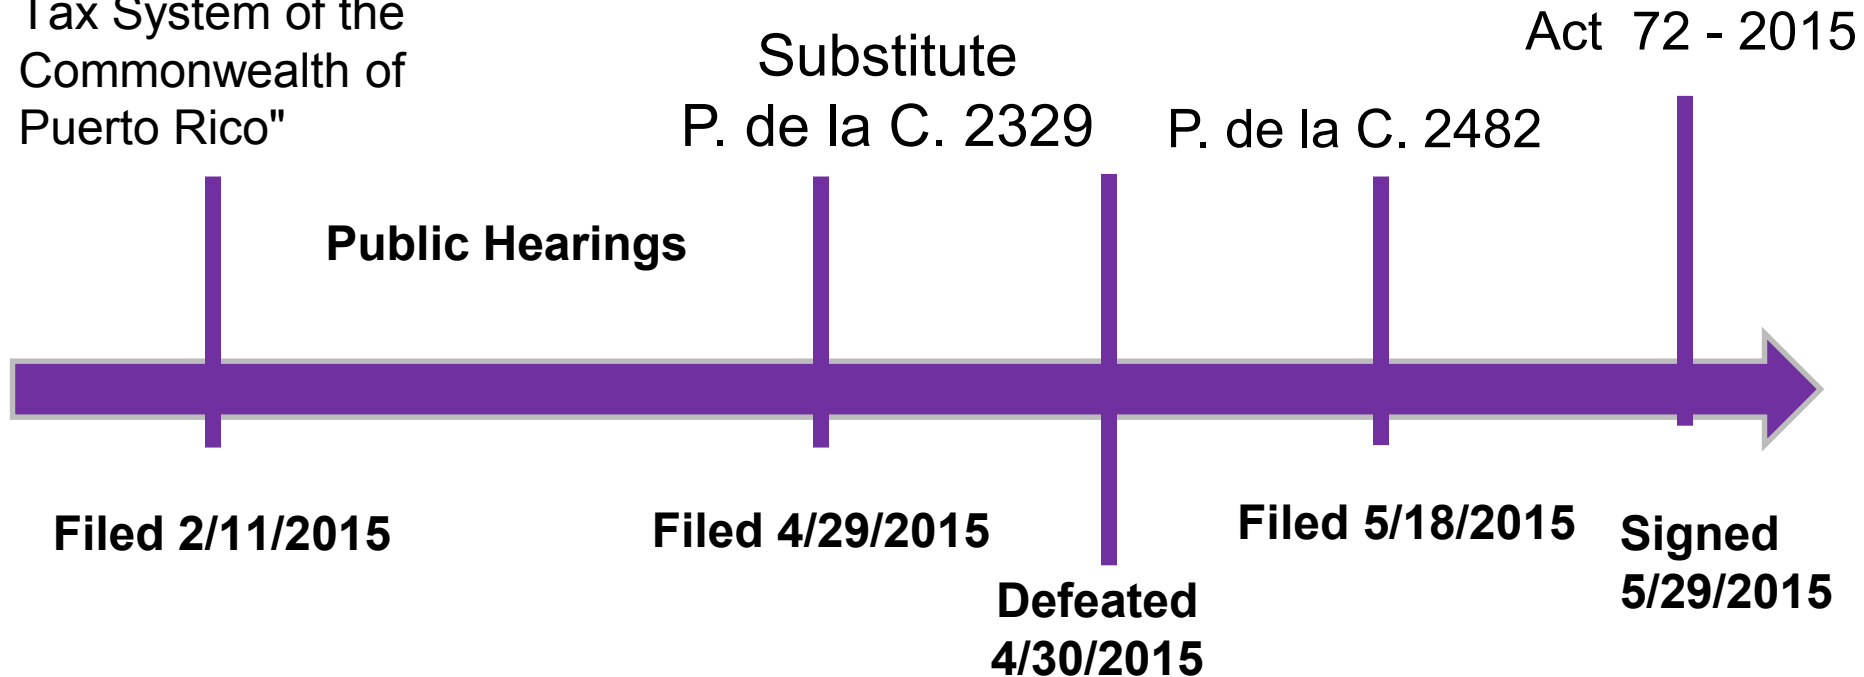 Tax System of the
Commonwealth of
Puerto Rico"
Substitute
P. de la C. 2329
P. de la C. 2482
Act 72 - 2015
Public Hearings
Filed 2/11/2015
Filed 4/29/2015
Defeated
4/30/2015
Filed 5/18/2015
Signed
5/29/2015